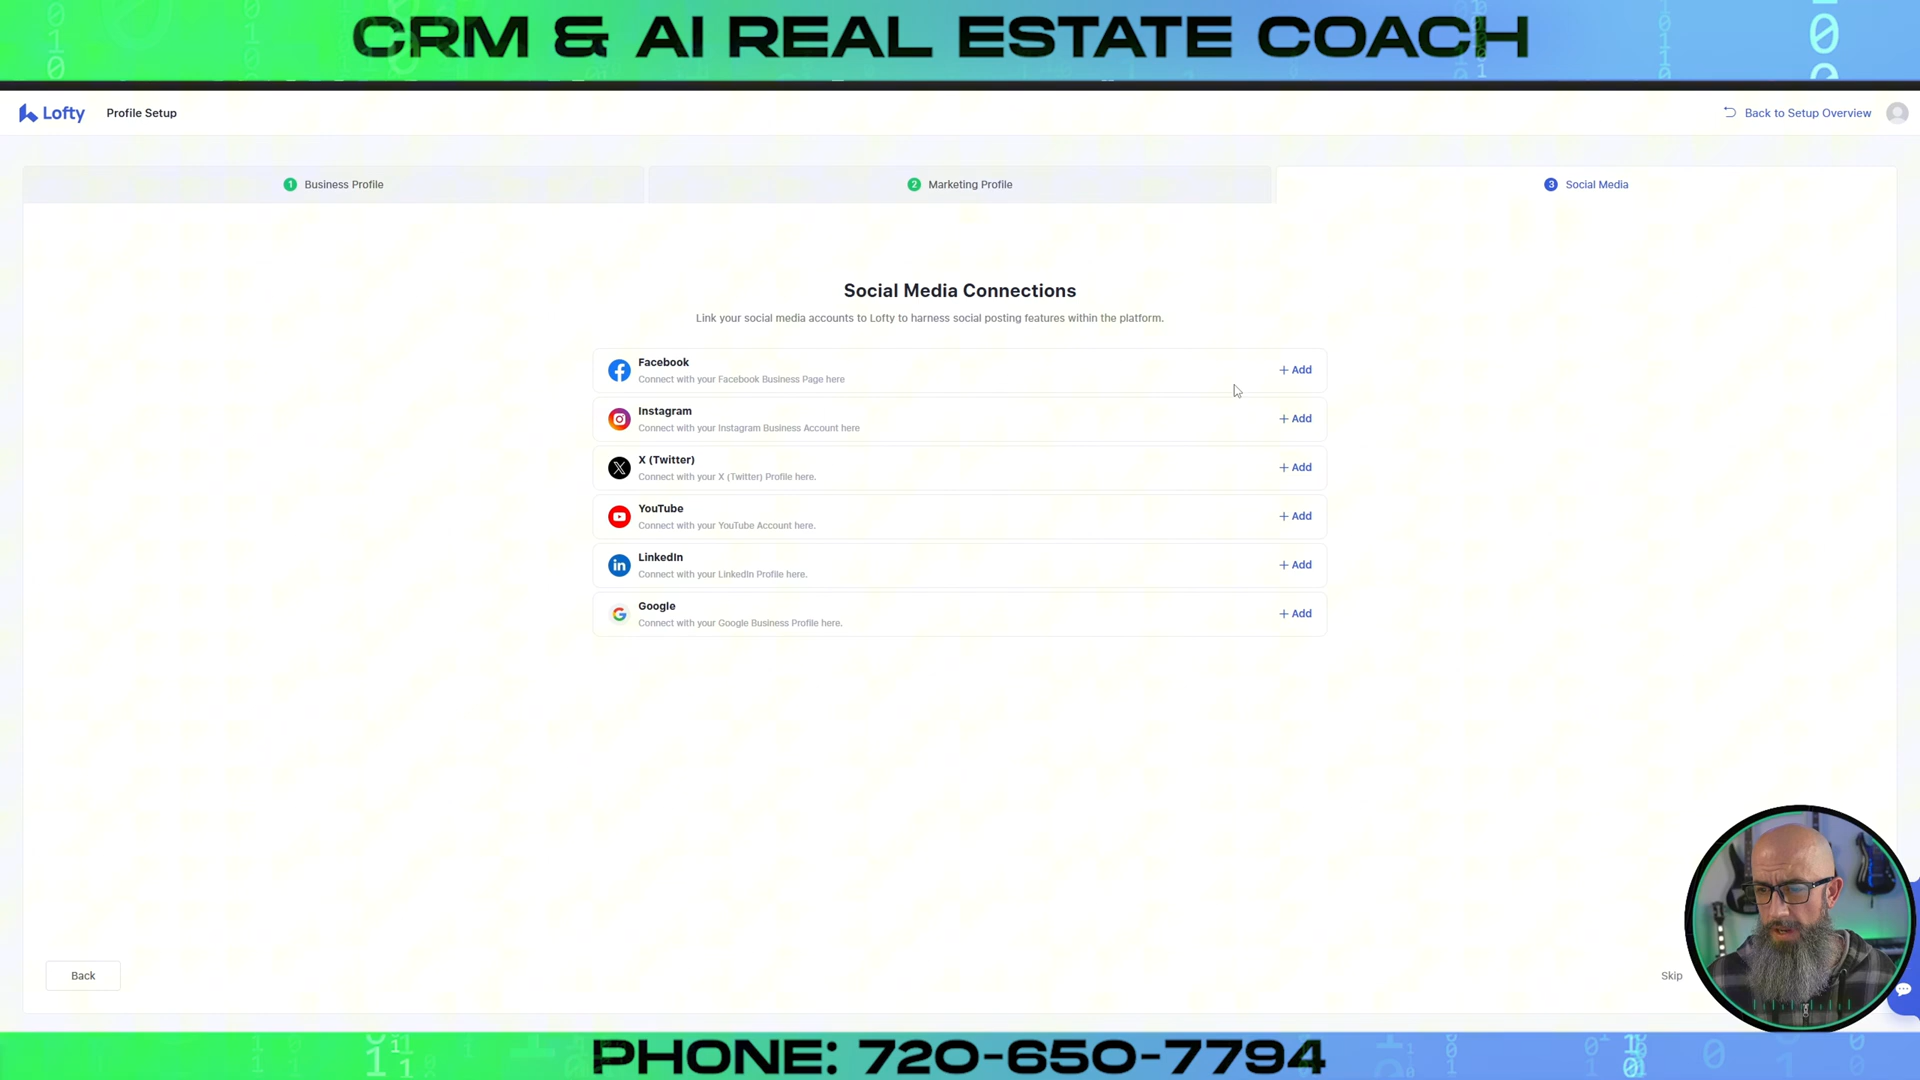 CRM & AI REAL ESTATE COACH
Lofty
Profile Setup
Back to Setup Overview
1 Business Profile
2 Marketing Profile
3 Social Media
Social Media Connections
Link your social media accounts to Lofty to harness social posting features within the platform.
Facebook
Connect with your Facebook Business Page here
+ Add
Instagram
Connect with your Instagram Business Account here
+ Add
X (Twitter)
Connect with your X (Twitter) Profile here.
+ Add
YouTube
Connect with your YouTube Account here.
+ Add
LinkedIn
Connect with your LinkedIn Profile here.
+ Add
Google
Connect with your Google Business Profile here.
+ Add
Back
Skip
PHONE: 720-650-7794